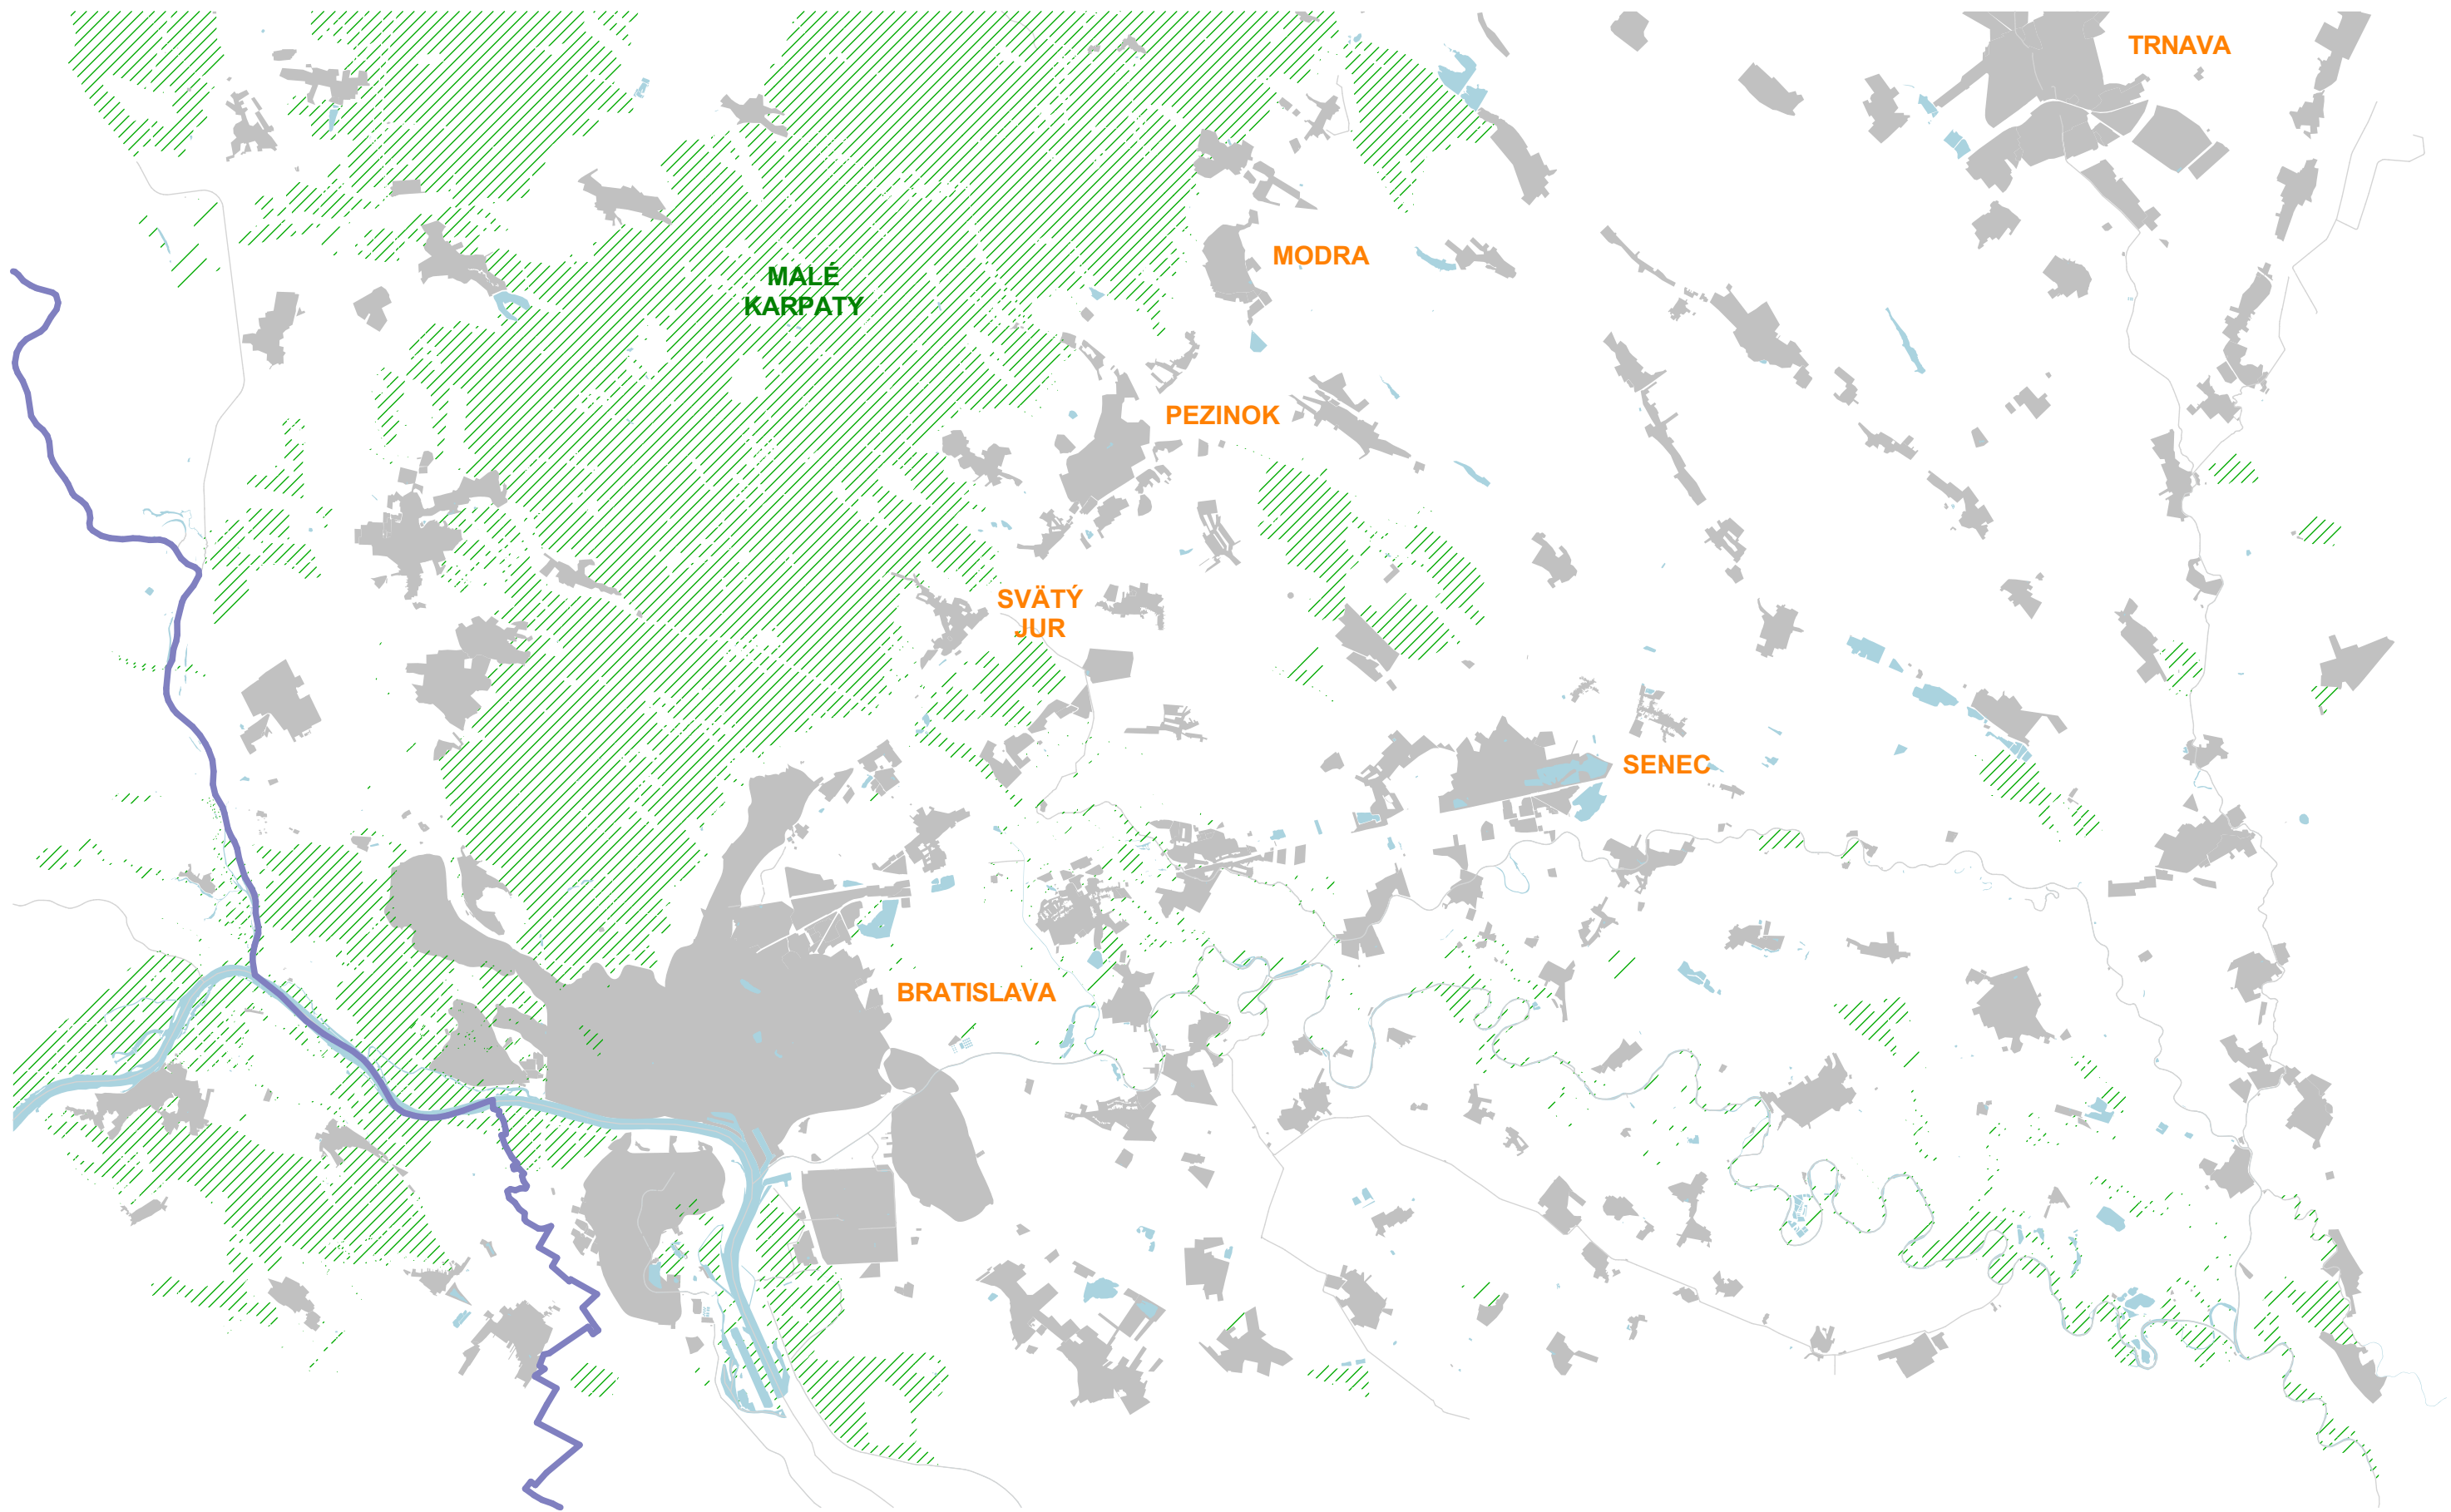 TRNAVA
MODRA
MALÉ
KARPATY
PEZINOK
SVÄTÝ
JUR
SENEC
BRATISLAVA